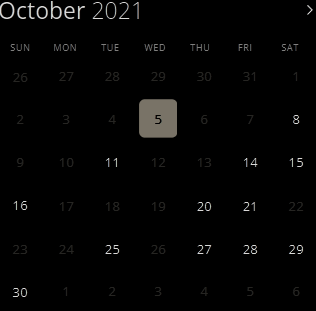 October 2021
SUN MON TUE WED THU FRI SAT
26 27 28 29 30 31 1
2 3 4 5 6 7 8
9 10 11 12 13 14 15
16 17 18 19 20 21 22
23 24 25 26 27 28 29
30 1 2 3 4 5 6